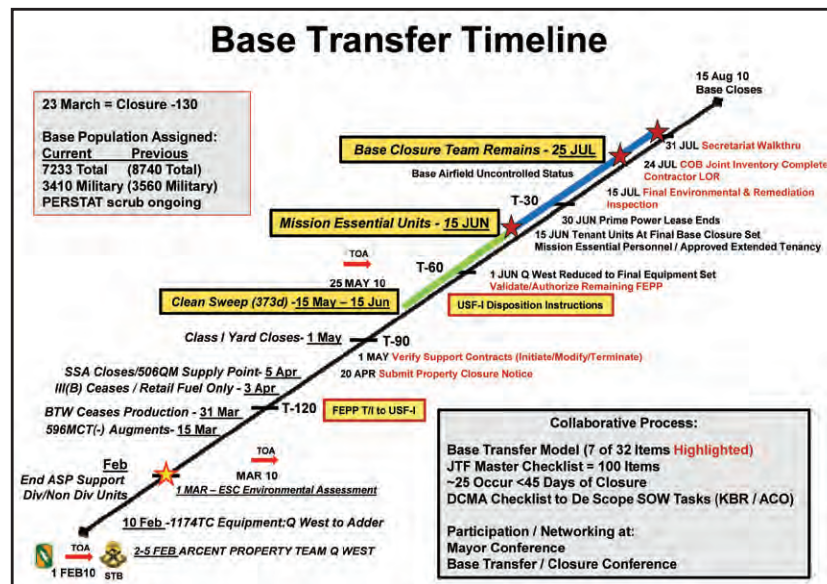 Base Transfer Timeline
23 March = Closure -130
Base Population Assigned:
Current Previous
7233 Total (8740 Total)
3410 Military (3560 Military)
PERSTAT scrub ongoing
15 Aug 10
Base Closes
31 JUL Secretariat Walkthru
Base Closure Team Remains - 25 JUL
24 JUL COB Joint Inventory Complete
Contractor LOR
Base Airfield Uncontrolled Status
15 JUL Final Environmental & Remediation
Inspection
T-30
30 JUN Prime Power Lease Ends
Mission Essential Units - 15 JUN
15 JUN Tenant Units At Final Base Closure Set
Mission Essential Personnel / Approved Extended Tenancy
TOA
25 MAY 10
T-60
1 JUN Q West Reduced to Final Equipment Set
Validate/Authorize Remaining FEPP
Clean Sweep (373d) -15 May – 15 Jun
USF-I Disposition Instructions
Class I Yard Closes- 1 May
T-90
1 MAY Verify Support Contracts (Initiate/Modify/Terminate)
20 APR Submit Property Closure Notice
SSA Closes/506QM Supply Point- 5 Apr
III(B) Ceases / Retail Fuel Only - 3 Apr
BTW Ceases Production - 31 Mar
T-120
FEPP T/I to USF-I
596MCT(-) Augments- 15 Mar
TOA
MAR 10
Feb
End ASP Support
Div/Non Div Units
1 MAR – ESC Environmental Assessment
10 Feb -1174TC Equipment:Q West to Adder
2-5 FEB ARCENT PROPERTY TEAM Q WEST
TOA
1 FEB10
STB
Collaborative Process:
Base Transfer Model (7 of 32 Items Highlighted)
JTF Master Checklist = 100 Items
~25 Occur <45 Days of Closure
DCMA Checklist to De Scope SOW Tasks (KBR / ACO)
Participation / Networking at:
Mayor Conference
Base Transfer / Closure Conference